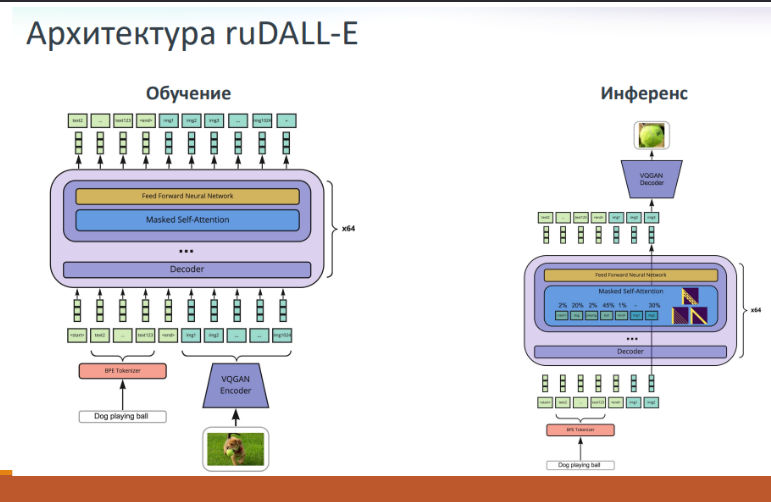 Архитектура ruDALL-E
Обучение
text2 ... text123 <end> img1 img2 img3 ... img1024
Feed Forward Neural Network
Masked Self-Attention
...
Decoder
x64
<start> text2 ... text123 <end> img1 img2 ... ... img1024
BPE Tokenizer
VQGAN
Encoder
Dog playing ball
Инференс
VQGAN
Decoder
text2 ... text123 <end> img1 img2 img3
Feed Forward Neural Network
Masked Self-Attention
2% 20% 2% 45% 1% - 30%
...
Decoder
x64
<start> text2 ... text123 <end> img1 img2
BPE Tokenizer
Dog playing ball